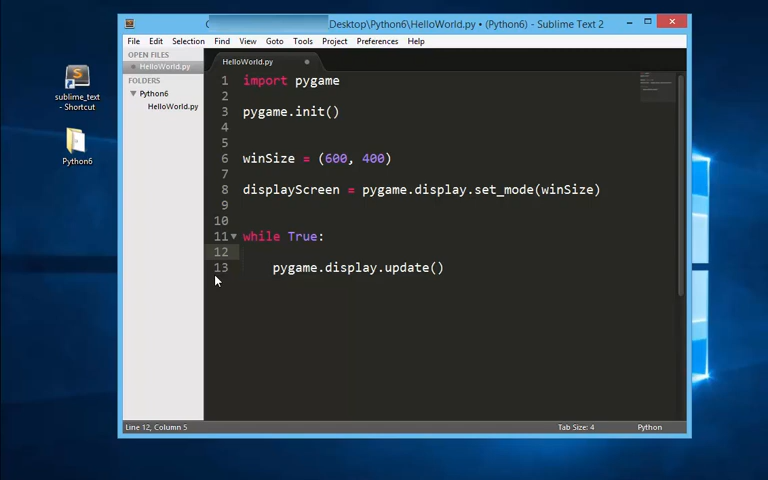 Desktop\Python6\HelloWorld.py • (Python6) - Sublime Text 2
File Edit Selection Find View Goto Tools Project Preferences Help
OPEN FILES
HelloWorld.py
FOLDERS
Python6
HelloWorld.py
HelloWorld.py
1 import pygame
2
3 pygame.init()
4
5
6 winSize = (600, 400)
7
8 displayScreen = pygame.display.set_mode(winSize)
9
10
11 while True:
12
13 pygame.display.update()
sublime_text
- Shortcut
Python6
Line 12, Column 5 Tab Size: 4 Python